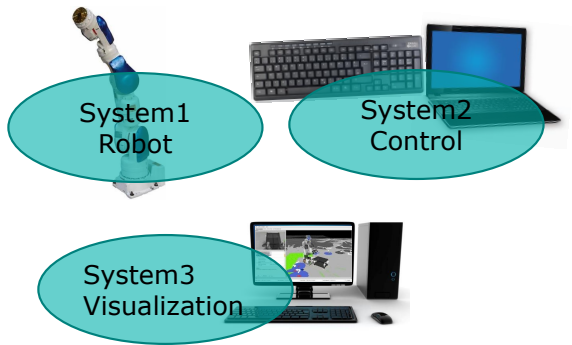 System1
Robot
System2
Control
System3
Visualization